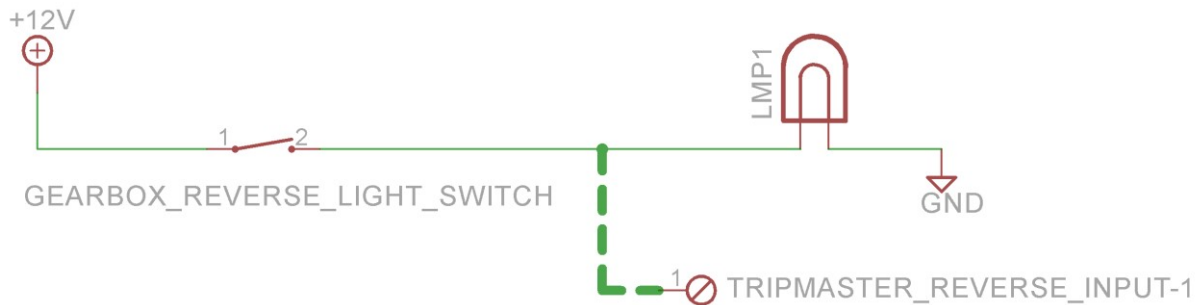 +12V
LMP1
1 2
GEARBOX_REVERSE_LIGHT_SWITCH
GND
1 TRIPMASTER_REVERSE_INPUT-1